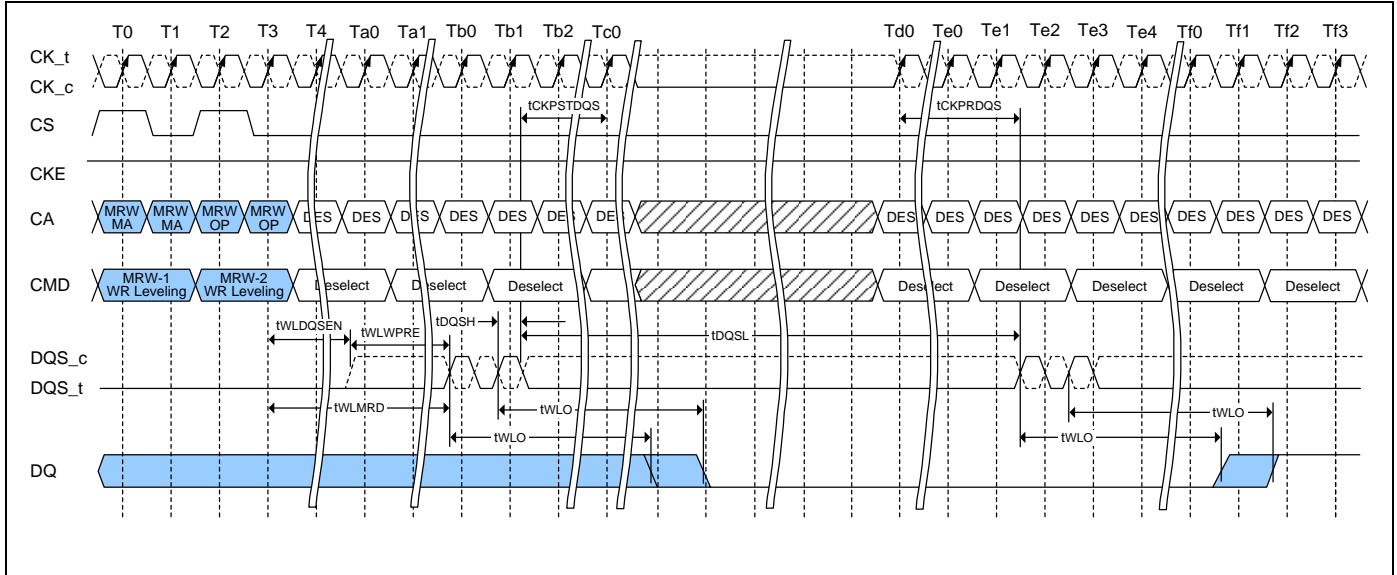 T0 T1 T2 T3 T4 Ta0 Ta1 Tb0 Tb1 Tb2 Tc0 Td0 Te0 Te1 Te2 Te3 Te4 Tf0 Tf1 Tf2 Tf3
CK_t
CK_c
tCKPSTDQS tCKPRDQS
CS
CKE
CA MRW MA MRW MA MRW OP MRW OP DES DES DES DES DES DES DES DES DES DES DES DES DES DES DES DES DES
CMD MRW-1 WR Leveling MRW-2 WR Leveling Deselect Deselect Deselect Deselect Deselect Deselect Deselect Deselect
tWLDQSEN tWLWPRE tDQSH tDQSL
DQS_c
DQS_t
tWLMRD tWLO tWLO
tWLO tWLO
DQ